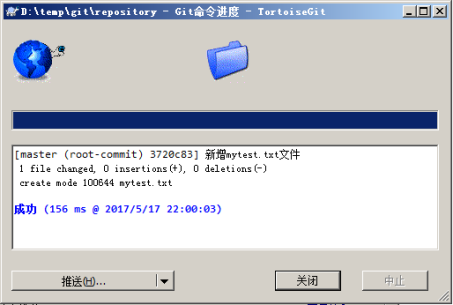 D:\temp\git\repository - Git命令进度 - TortoiseGit
[master (root-commit) 3720c83] 新增mytest.txt文件
1 file changed, 0 insertions(+), 0 deletions(-)
create mode 100644 mytest.txt
成功 (156 ms @ 2017/5/17 22:00:03)
推送(H)... 关闭 中止